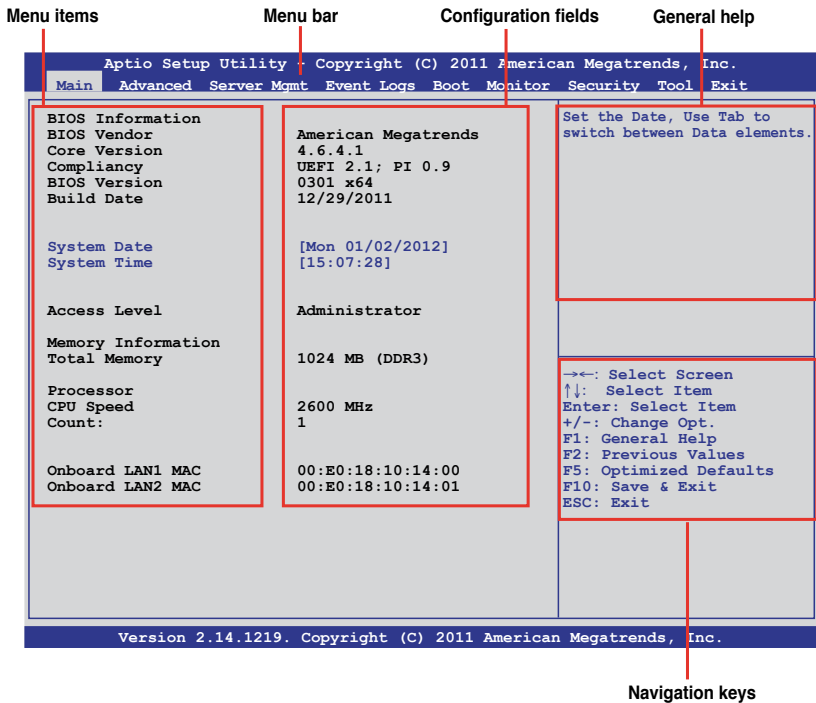 Menu items Menu bar Configuration fields General help
Aptio Setup Utility - Copyright (C) 2011 American Megatrends, Inc.
Main Advanced Server Mgmt Event Logs Boot Monitor Security Tool Exit
BIOS Information
BIOS Vendor American Megatrends
Core Version 4.6.4.1
Compliancy UEFI 2.1; PI 0.9
BIOS Version 0301 x64
Build Date 12/29/2011
System Date [Mon 01/02/2012]
System Time [15:07:28]
Access Level Administrator
Memory Information
Total Memory 1024 MB (DDR3)
Processor
CPU Speed 2600 MHz
Count: 1
Onboard LAN1 MAC 00:E0:18:10:14:00
Onboard LAN2 MAC 00:E0:18:10:14:01
Set the Date, Use Tab to
switch between Data elements.
→←: Select Screen
↑↓: Select Item
Enter: Select Item
+/-: Change Opt.
F1: General Help
F2: Previous Values
F5: Optimized Defaults
F10: Save & Exit
ESC: Exit
Version 2.14.1219. Copyright (C) 2011 American Megatrends, Inc.
Navigation keys